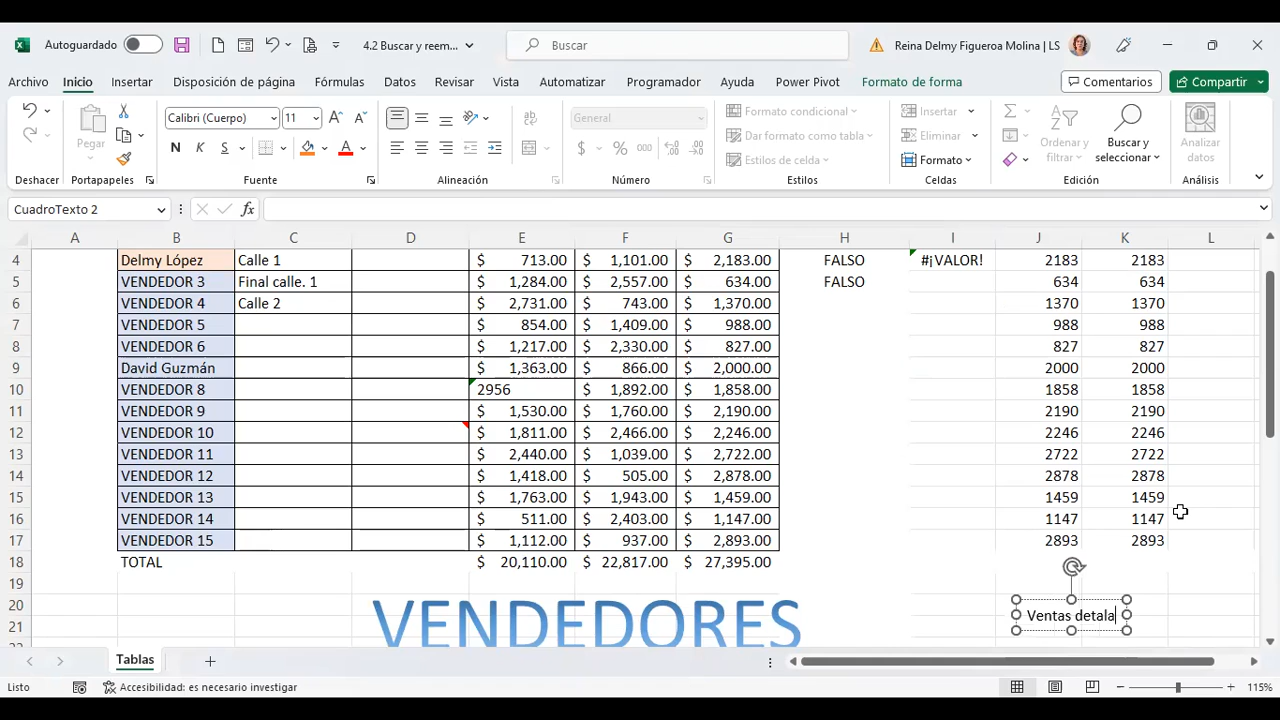 Autoguardado 4.2 Buscar y reem... Buscar Reina Delmy Figueroa Molina | LS
Archivo Inicio Insertar Disposición de página Fórmulas Datos Revisar Vista Automatizar Programador Ayuda Power Pivot Formato de forma Comentarios Compartir
Pegar Calibri (Cuerpo) 11 A A General Formato condicional Insertar Ordenar y filtrar Buscar y seleccionar Analizar datos
N K S A $ % 000 Dar formato como tabla Eliminar
Estilos de celda Formato
Deshacer Portapapeles Fuente Alineación Número Estilos Celdas Edición Análisis
CuadroTexto 2 fx
A B C D E F G H I J K L
4 Delmy López Calle 1 $ 713.00 $ 1,101.00 $ 2,183.00 FALSO #¡VALOR! 2183 2183
5 VENDEDOR 3 Final calle. 1 $ 1,284.00 $ 2,557.00 $ 634.00 FALSO 634 634
6 VENDEDOR 4 Calle 2 $ 2,731.00 $ 743.00 $ 1,370.00 1370 1370
7 VENDEDOR 5 $ 854.00 $ 1,409.00 $ 988.00 988 988
8 VENDEDOR 6 $ 1,217.00 $ 2,330.00 $ 827.00 827 827
9 David Guzmán $ 1,363.00 $ 866.00 $ 2,000.00 2000 2000
10 VENDEDOR 8 2956 $ 1,892.00 $ 1,858.00 1858 1858
11 VENDEDOR 9 $ 1,530.00 $ 1,760.00 $ 2,190.00 2190 2190
12 VENDEDOR 10 $ 1,811.00 $ 2,466.00 $ 2,246.00 2246 2246
13 VENDEDOR 11 $ 2,440.00 $ 1,039.00 $ 2,722.00 2722 2722
14 VENDEDOR 12 $ 1,418.00 $ 505.00 $ 2,878.00 2878 2878
15 VENDEDOR 13 $ 1,763.00 $ 1,943.00 $ 1,459.00 1459 1459
16 VENDEDOR 14 $ 511.00 $ 2,403.00 $ 1,147.00 1147 1147
17 VENDEDOR 15 $ 1,112.00 $ 937.00 $ 2,893.00 2893 2893
18 TOTAL $ 20,110.00 $ 22,817.00 $ 27,395.00
19
20 VENDEDORES Ventas detala
21
Tablas
Listo Accesibilidad: es necesario investigar 115%